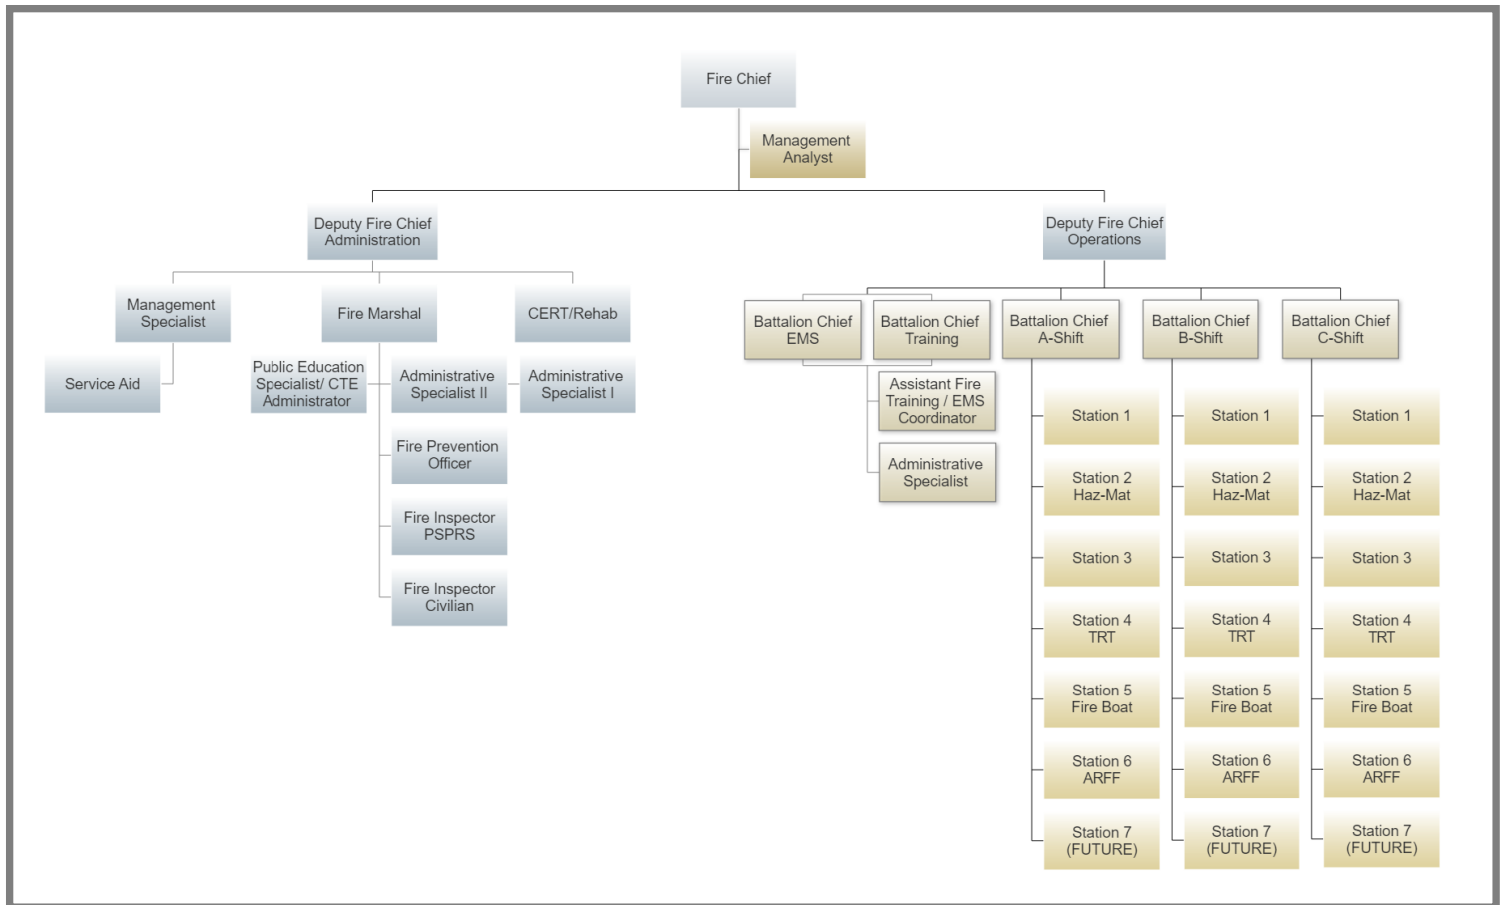 Fire Chief
Management
Analyst
Deputy Fire Chief
Administration
Deputy Fire Chief
Operations
Management
Specialist
Fire Marshal
CERT/Rehab
Service Aid
Public Education
Specialist/ CTE
Administrator
Administrative
Specialist II
Administrative
Specialist I
Fire Prevention
Officer
Fire Inspector
PSPRS
Fire Inspector
Civilian
Battalion Chief
EMS
Battalion Chief
Training
Battalion Chief
A-Shift
Battalion Chief
B-Shift
Battalion Chief
C-Shift
Assistant Fire
Training / EMS
Coordinator
Administrative
Specialist
Station 1
Station 2
Haz-Mat
Station 3
Station 4
TRT
Station 5
Fire Boat
Station 6
ARFF
Station 7
(FUTURE)
Station 1
Station 2
Haz-Mat
Station 3
Station 4
TRT
Station 5
Fire Boat
Station 6
ARFF
Station 7
(FUTURE)
Station 1
Station 2
Haz-Mat
Station 3
Station 4
TRT
Station 5
Fire Boat
Station 6
ARFF
Station 7
(FUTURE)